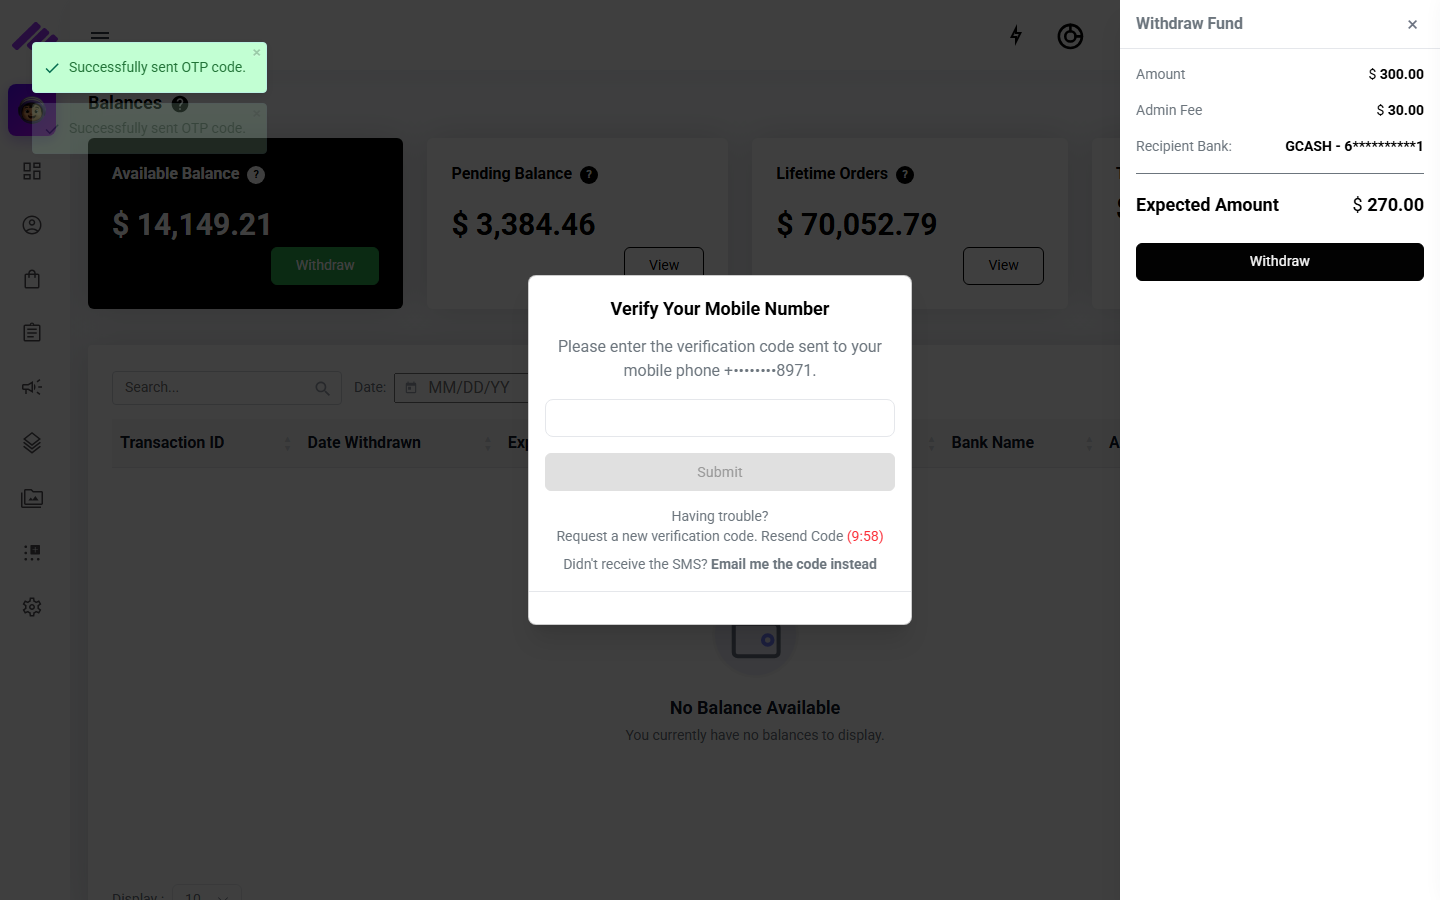 Successfully sent OTP code.
Balances ?
Successfully sent OTP code.
Available Balance ?
$ 14,149.21
Withdraw
Pending Balance ?
$ 3,384.46
View
Lifetime Orders ?
$ 70,052.79
View
Search...
Date:
MM/DD/YY
Transaction ID
Date Withdrawn
Bank Name
Verify Your Mobile Number
Please enter the verification code sent to your
mobile phone +••••••••8971.
Submit
Having trouble?
Request a new verification code. Resend Code (9:58)
Didn't receive the SMS? Email me the code instead
No Balance Available
You currently have no balances to display.
Display :
10
Withdraw Fund
Amount
$ 300.00
Admin Fee
$ 30.00
Recipient Bank:
GCASH - 6**********1
Expected Amount
$ 270.00
Withdraw